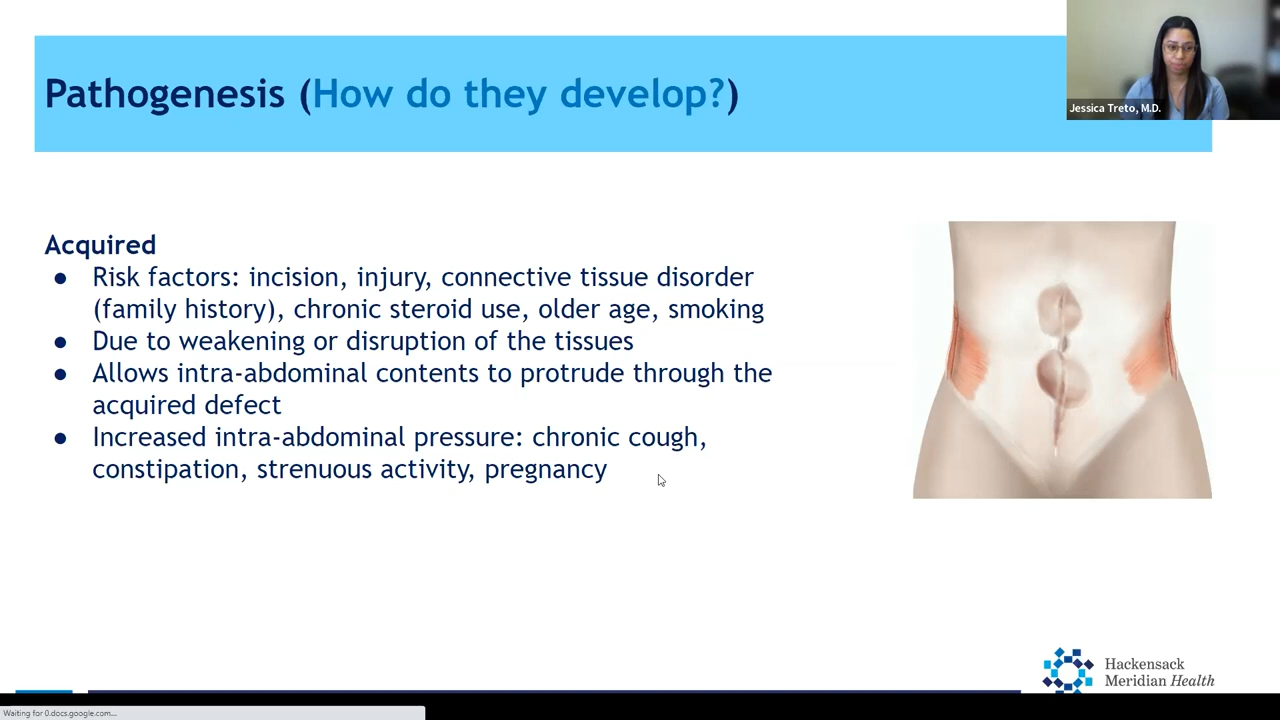 Pathogenesis (How do they develop?)
Jessica Treto, M.D.
Acquired
● Risk factors: incision, injury, connective tissue disorder
(family history), chronic steroid use, older age, smoking
● Due to weakening or disruption of the tissues
● Allows intra-abdominal contents to protrude through the
acquired defect
● Increased intra-abdominal pressure: chronic cough,
constipation, strenuous activity, pregnancy
Hackensack
Meridian Health
Waiting for 0.docs.google.com...